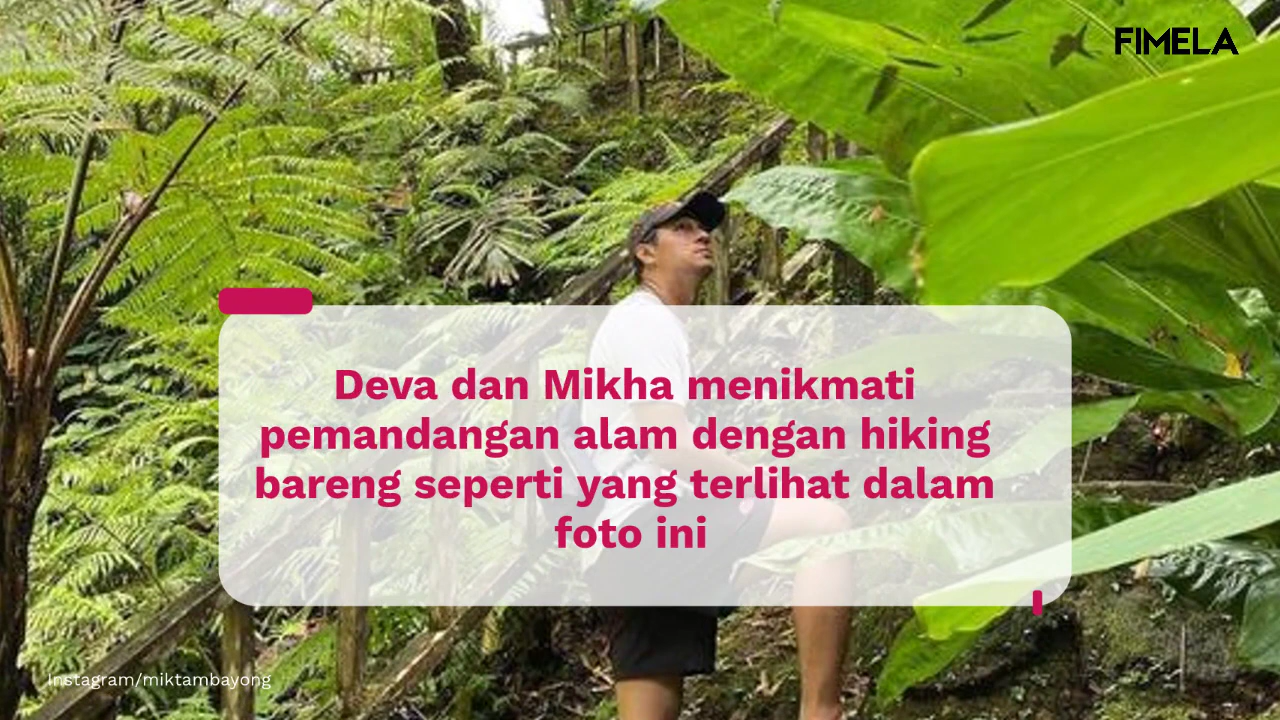 FIMELA
Deva dan Mikha menikmati
pemandangan alam dengan hiking
bareng seperti yang terlihat dalam
foto ini
Instagram/miktambayong